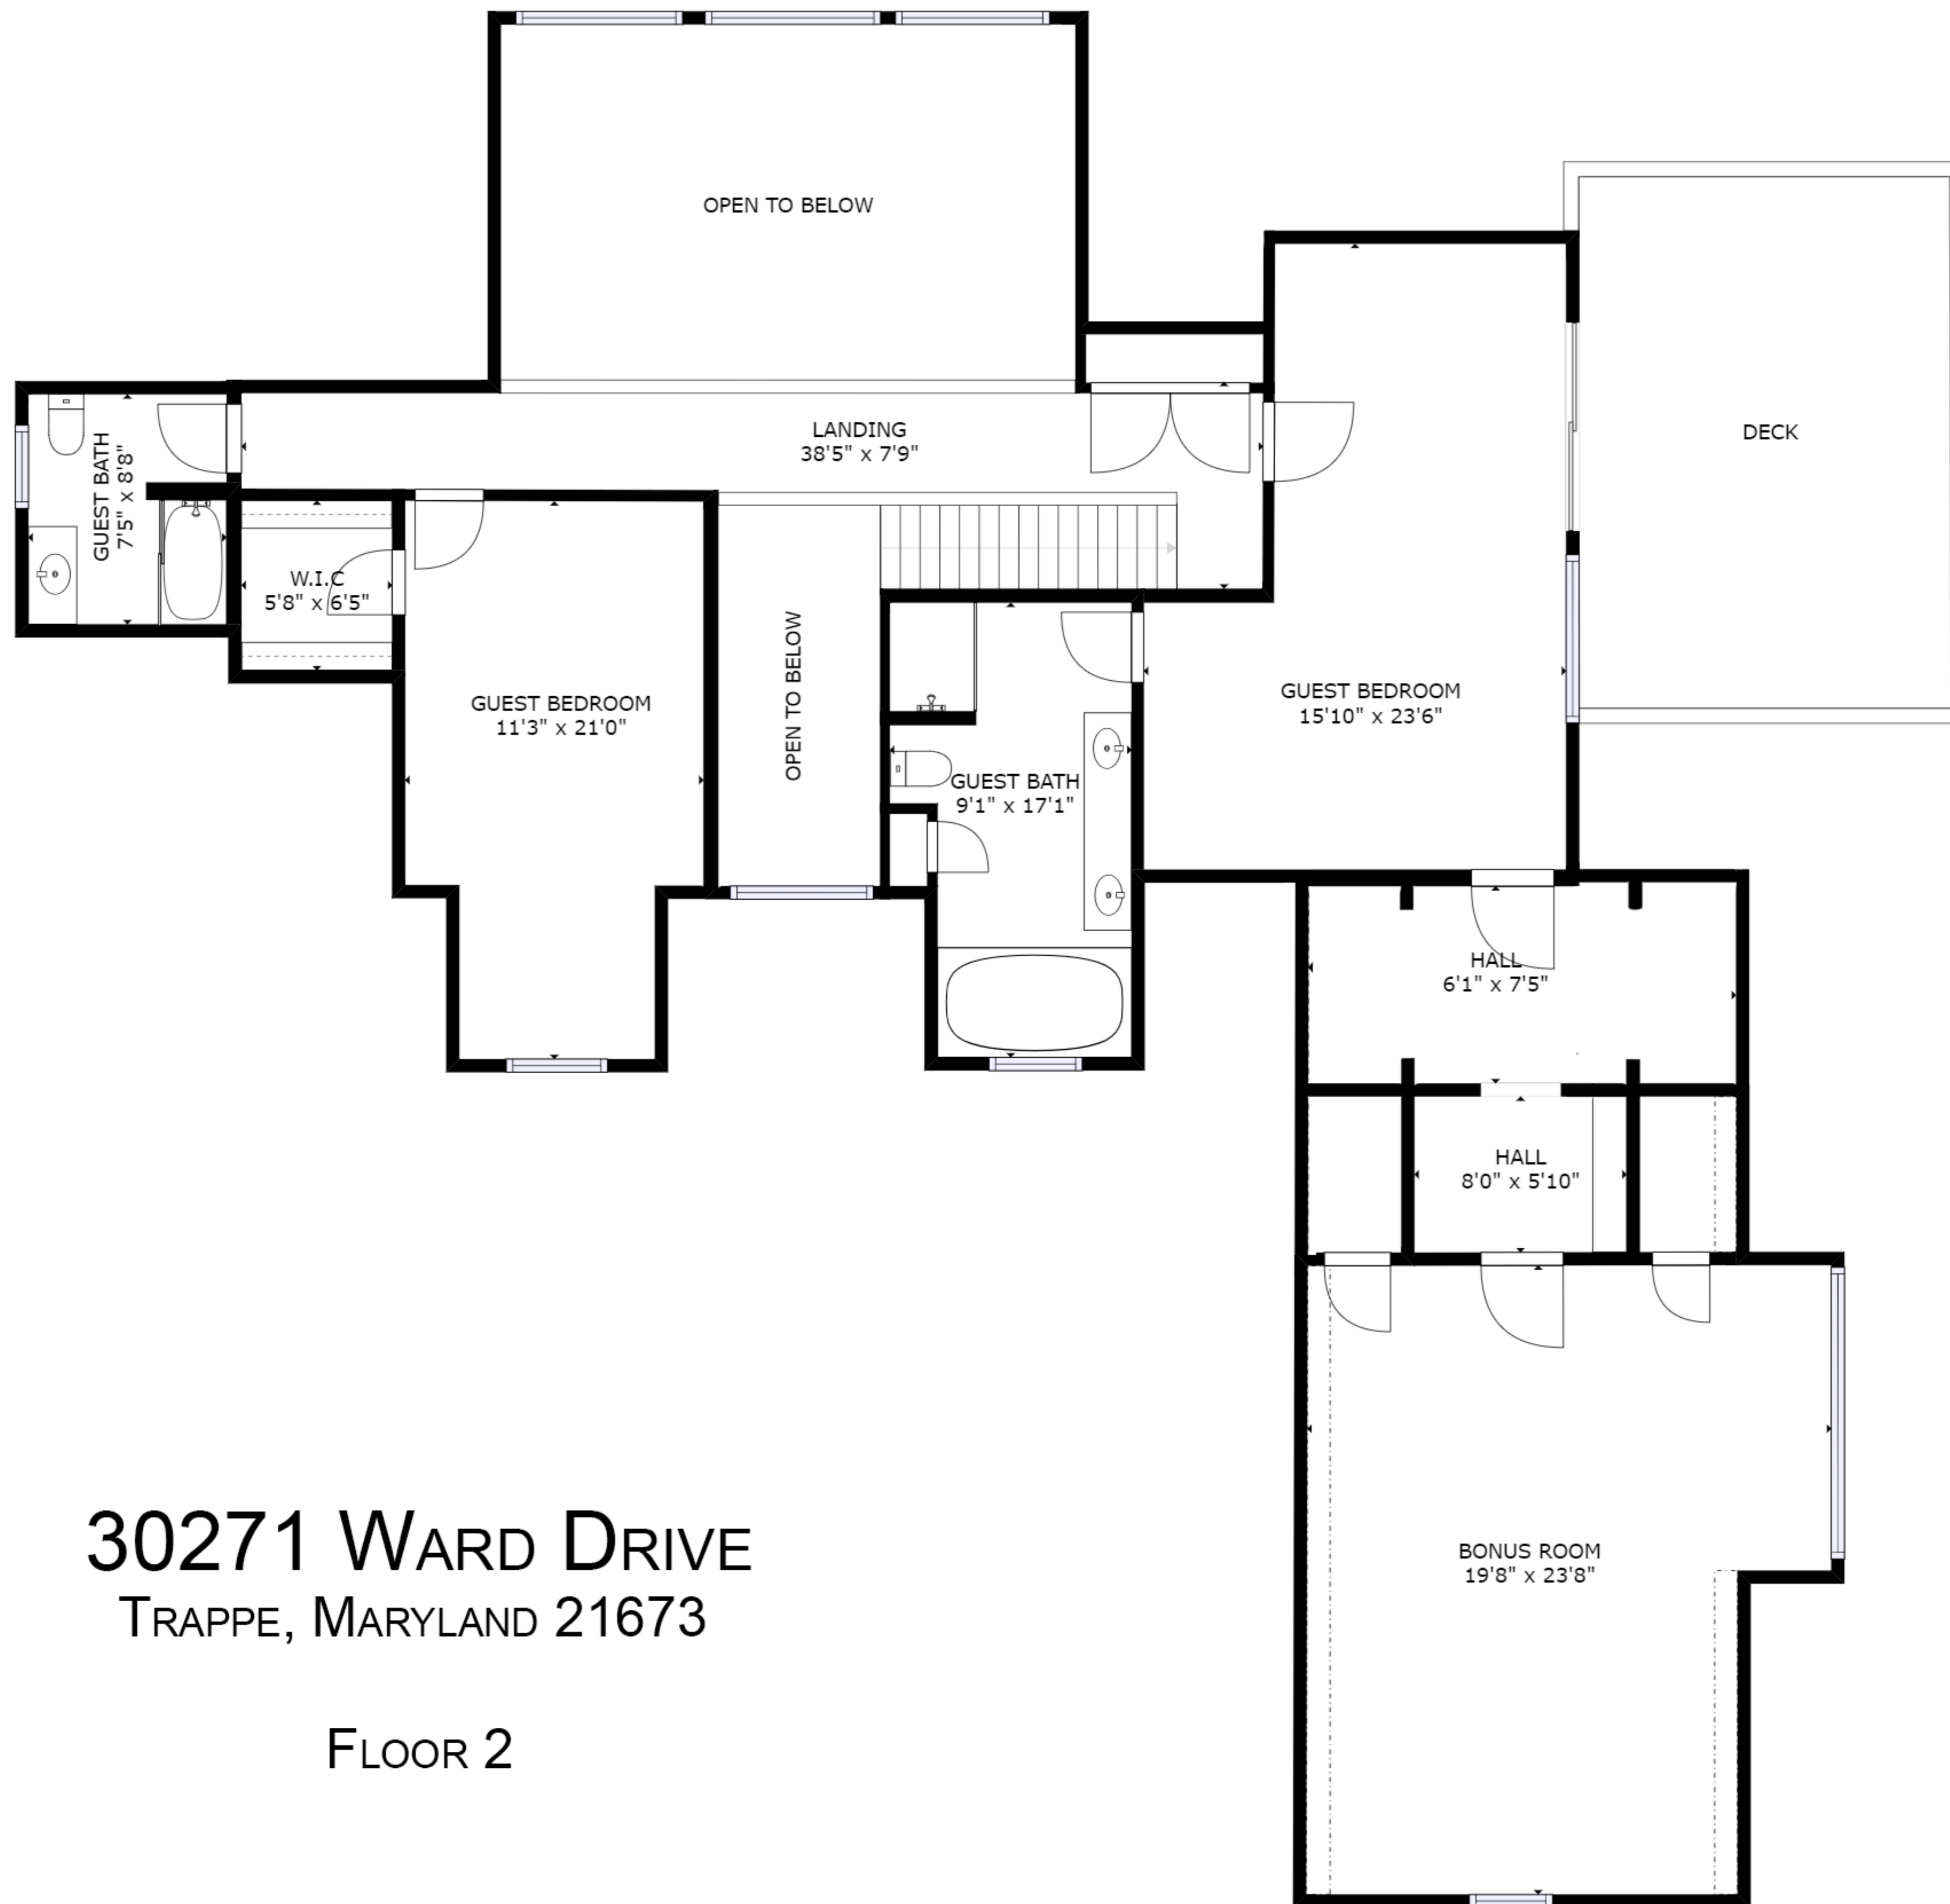 OPEN TO BELOW
DECK
LANDING
38'5" x 7'9"
GUEST BATH
7'5" x 8'8"
W.I.C
5'8" x 6'5"
GUEST BEDROOM
11'3" x 21'0"
OPEN TO BELOW
GUEST BATH
9'1" x 17'1"
GUEST BEDROOM
15'10" x 23'6"
HALL
6'1" x 7'5"
HALL
8'0" x 5'10"
BONUS ROOM
19'8" x 23'8"
30271 WARD DRIVE
TRAPPE, MARYLAND 21673
FLOOR 2